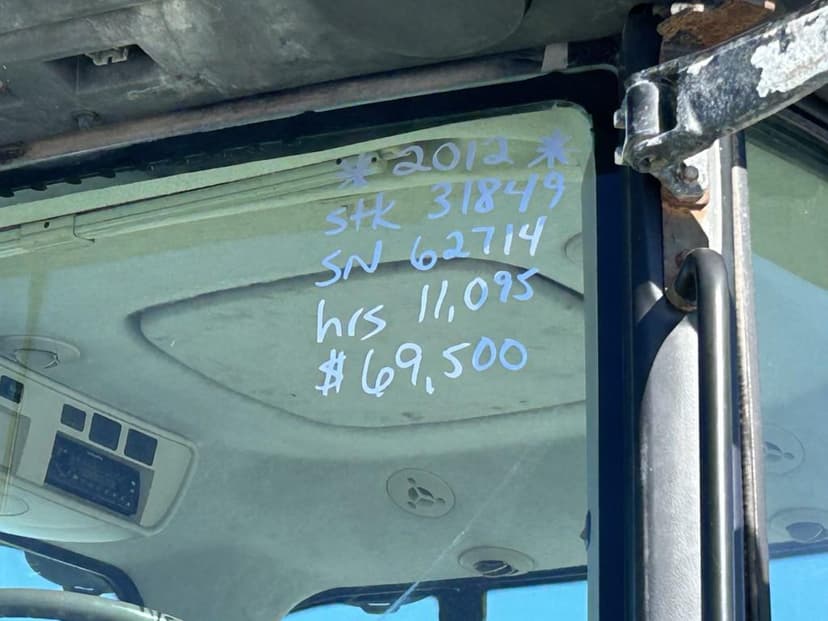 * 2012 *
stk 31849
SN 62714
hrs 11,095
$69,500